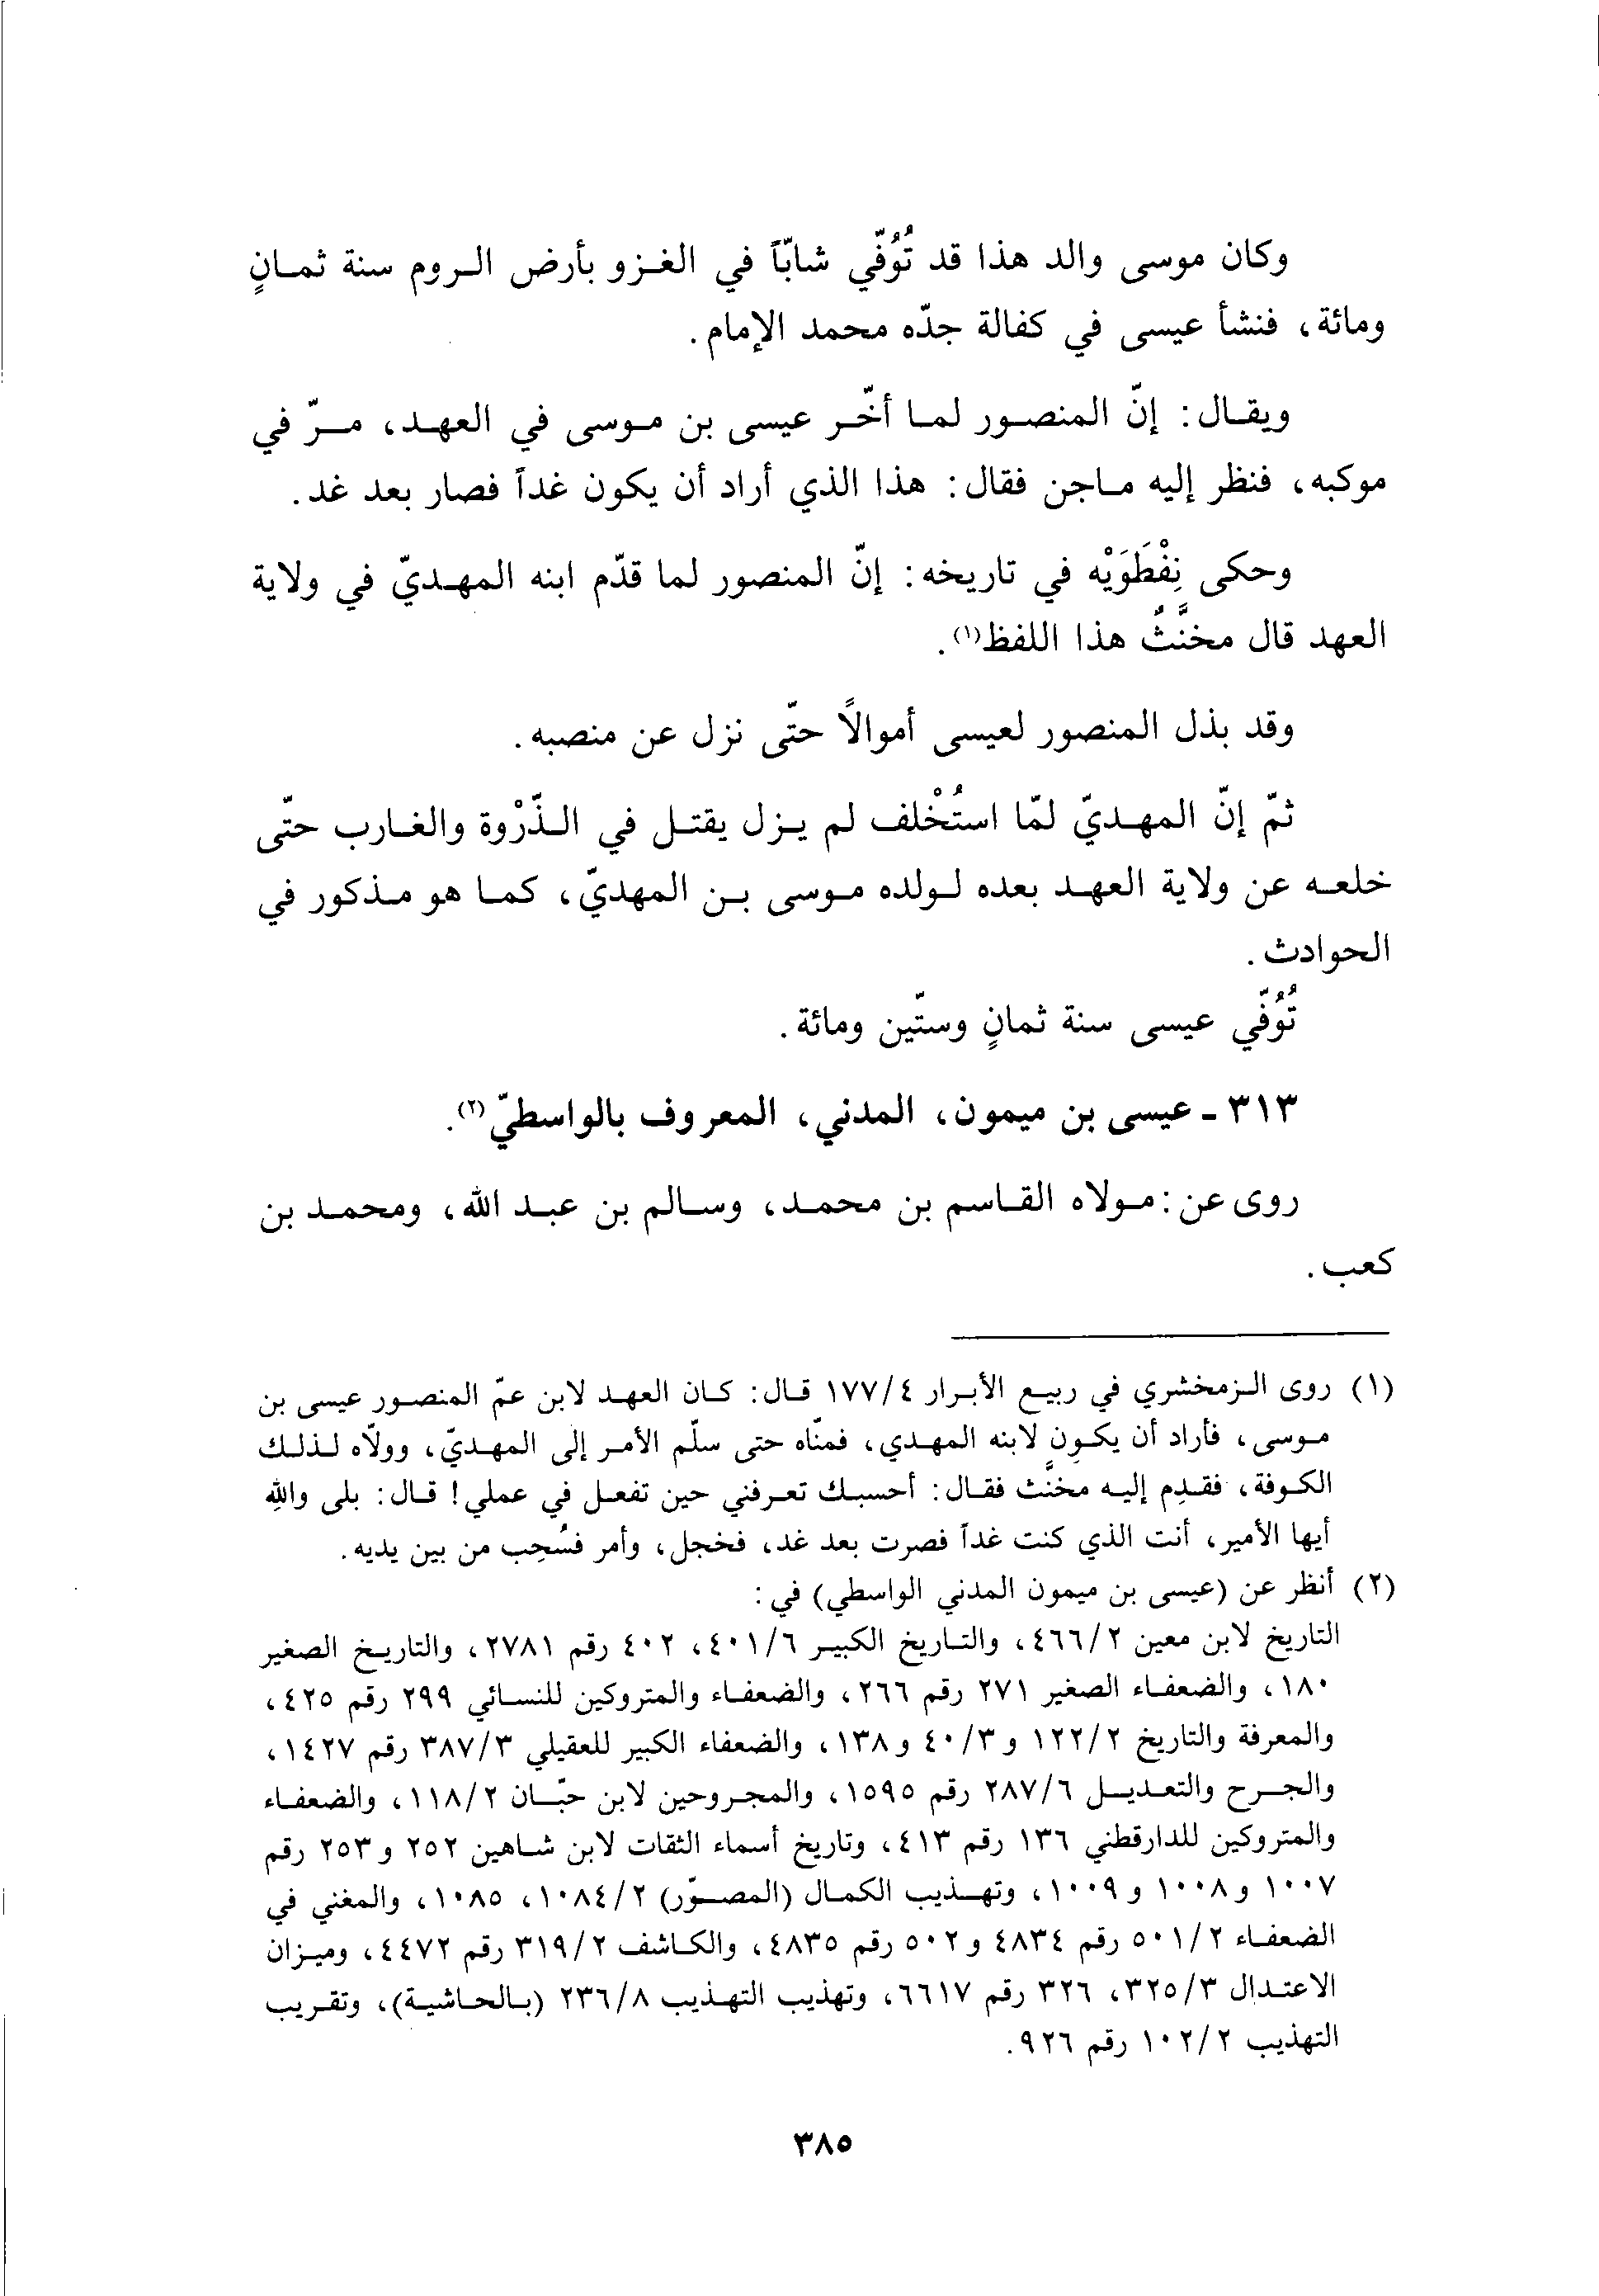 وكان موسى والد هذا قد تُوُفّي شابّاً في الغزو بأرض الروم سنة ثمانٍ
ومائة، فنشأ عيسى في كفالة جدّه محمد الإمام.
ويقال: إنّ المنصور لما أخّر عيسى بن موسى في العهد، مرّ في
موكبه، فنظر إليه ماجن فقال: هذا الذي أراد أن يكون غداً فصار بعد غد.
وحكى نِفْطَوَيْه في تاريخه: إنّ المنصور لما قدّم ابنه المهديّ في ولاية
العهد قال مخنَّثٌ هذا اللفظ(١).
وقد بذل المنصور لعيسى أموالاً حتّى نزل عن منصبه.
ثمّ إنّ المهديّ لمّا استُخْلف لم يزل يقتل في الذّرْوة والغارب حتّى
خلعه عن ولاية العهد بعده لولده موسى بن المهديّ، كما هو مذكور في
الحوادث.
تُوُفّي عيسى سنة ثمانٍ وستّين ومائة.
٣١٣ - عيسى بن ميمون، المدني، المعروف بالواسطيّ(٢).
روى عن: مولاه القاسم بن محمد، وسالم بن عبد الله، ومحمد بن
كعب.
(١) روى الزمخشري في ربيع الأبرار ١٧٧/٤ قال: كان العهد لابن عمّ المنصور عيسى بن
موسى، فأراد أن يكون لابنه المهدي، فمنّاه حتى سلّم الأمر إلى المهديّ، وولاّه لذلك
الكوفة، فقدِم إليه مخنَّث فقال: أحسبك تعرفني حين تفعل في عملي! قال: بلى واللهِ
أيها الأمير، أنت الذي كنت غداً فصرت بعد غد، فخجل، وأمر فسُحِب من بين يديه.
(٢) أنظر عن (عيسى بن ميمون المدني الواسطي) في:
التاريخ لابن معين ٤٦٦/٢، والتاريخ الكبير ٤٠١/٦، ٤٠٢ رقم ٢٧٨١، والتاريخ الصغير
١٨٠، والضعفاء الصغير ٢٧١ رقم ٢٦٦، والضعفاء والمتروكين للنسائي ٢٩٩ رقم ٤٢٥،
والمعرفة والتاريخ ١٢٢/٢ و ٤٠/٣ و ١٣٨، والضعفاء الكبير للعقيلي ٣٨٧/٣ رقم ١٤٢٧،
والجرح والتعديل ٢٨٧/٦ رقم ١٥٩٥، والمجروحين لابن حبّان ١١٨/٢، والضعفاء
والمتروكين للدارقطني ١٣٦ رقم ٤١٣، وتاريخ أسماء الثقات لابن شاهين ٢٥٢ و ٢٥٣ رقم
١٠٠٧ و ١٠٠٨ و ١٠٠٩، وتهذيب الكمال (المصوّر) ١٠٨٤/٢، ١٠٨٥، والمغني في
الضعفاء ٥٠١/٢ رقم ٤٨٣٤ و ٥٠٢ رقم ٤٨٣٥، والكاشف ٣١٩/٢ رقم ٤٤٧٢، وميزان
الاعتدال ٣٢٥/٣، ٣٢٦ رقم ٦٦١٧، وتهذيب التهذيب ٢٣٦/٨ (بالحاشية)، وتقريب
التهذيب ١٠٢/٢ رقم ٩٢٦.
٣٨٥